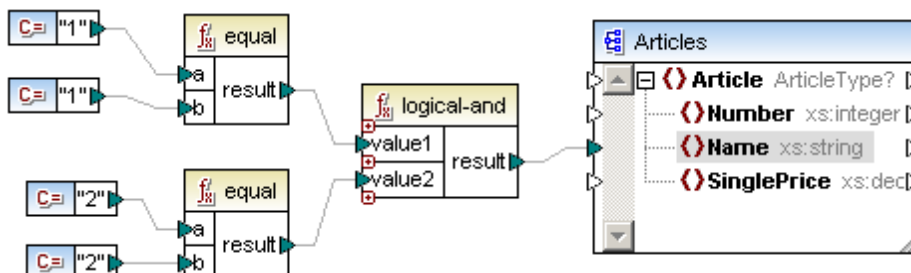 C= "1"
equal
a
C= "1"
b
result
logical-and
value1
value2
result
C= "2"
equal
a
C= "2"
b
result
Articles
Article ArticleType?
Number xs:integer
Name xs:string
SinglePrice xs:dec